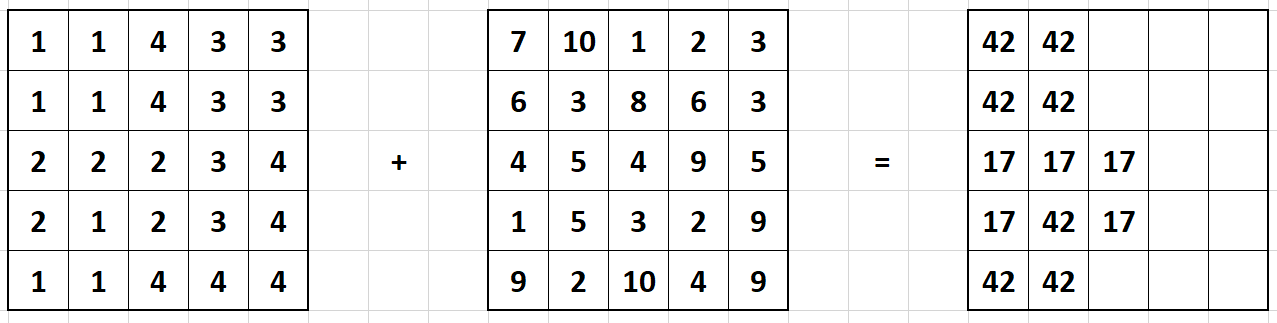 1 1 4 3 3 7 10 1 2 3 42 42
1 1 4 3 3 6 3 8 6 3 42 42
2 2 2 3 4 + 4 5 4 9 5 = 17 17 17
2 1 2 3 4 1 5 3 2 9 17 42 17
1 1 4 4 4 9 2 10 4 9 42 42